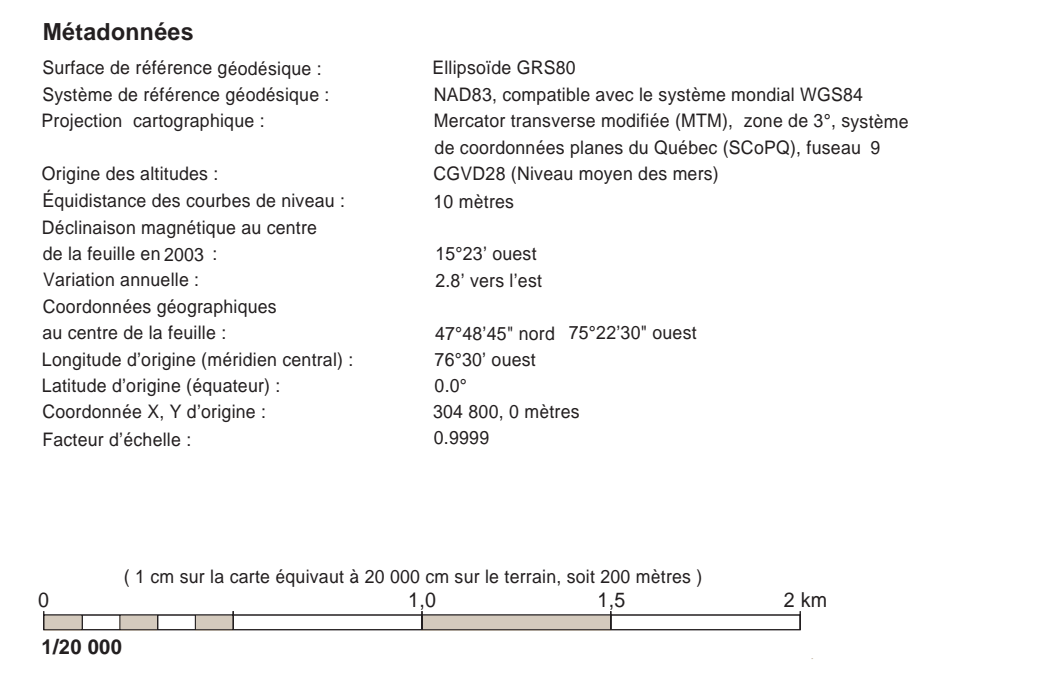 Métadonnées
Surface de référence géodésique : Ellipsoïde GRS80
Système de référence géodésique : NAD83, compatible avec le système mondial WGS84
Projection cartographique : Mercator transverse modifiée (MTM), zone de 3°, système
de coordonnées planes du Québec (SCoPQ), fuseau 9
Origine des altitudes : CGVD28 (Niveau moyen des mers)
Équidistance des courbes de niveau : 10 mètres
Déclinaison magnétique au centre
de la feuille en 2003 : 15°23’ ouest
Variation annuelle : 2.8’ vers l’est
Coordonnées géographiques
au centre de la feuille : 47°48’45" nord 75°22’30" ouest
Longitude d’origine (méridien central) : 76°30’ ouest
Latitude d’origine (équateur) : 0.0°
Coordonnée X, Y d’origine : 304 800, 0 mètres
Facteur d’échelle : 0.9999
( 1 cm sur la carte équivaut à 20 000 cm sur le terrain, soit 200 mètres )
0 1,0 1,5 2 km
1/20 000